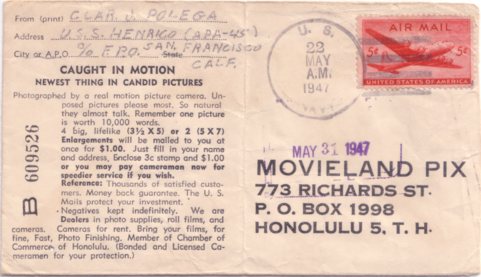 From (print) CLAR. J. POLEGA
Address U.S.S. HENRICO (APA-45)
City or A.P.O. % F.P.O. State SAN FRANCISCO
CALF.
CAUGHT IN MOTION
NEWEST THING IN CANDID PICTURES
Photographed by a real motion picture camera. Un-
posed pictures please most. So natural
they almost talk. Remember one picture
is worth 10,000 words.
4 big, lifelike (3½ X 5) or 2 (5 X 7)
Enlargements will be mailed to you at
once for $1.00. Just fill in your name
and address, Enclose 3c stamp and $1.00
or you may pay cameraman now for
speedier service if you wish.
Reference: Thousands of satisfied custo-
mers. Money back guarantee. The U. S.
Mails protect your investment.
Negatives kept indefinitely. We are
Dealers in photo supplies, roll films, and
cameras. Cameras for rent. Bring your films, for
fine, Fast, Photo Finishing. Member of Chamber of
Commerce of Honolulu. (Bonded and Licensed Ca-
meramen for your protection.)
B 609526
U. S.
22
MAY
A.M.
1947
NAVY
AIR MAIL
5¢ 5¢
UNITED STATES OF AMERICA
MAY 31 1947
MOVIELAND PIX
773 RICHARDS ST.
P. O. BOX 1998
HONOLULU 5, T. H.